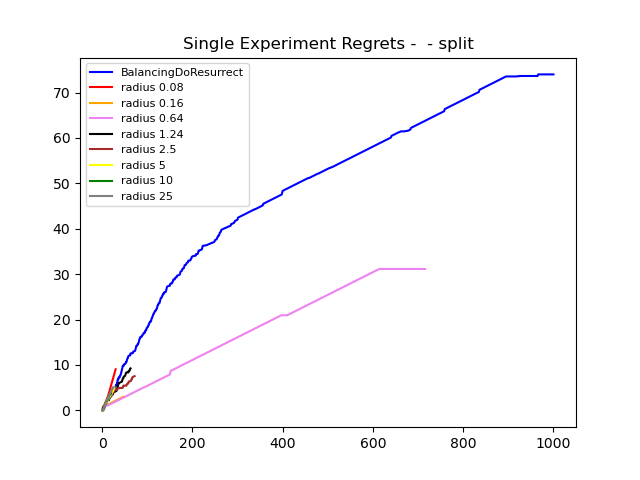 Single Experiment Regrets -  - split
BalancingDoResurrect
radius 0.08
radius 0.16
radius 0.64
radius 1.24
radius 2.5
radius 5
radius 10
radius 25
70
60
50
40
30
20
10
0
0 200 400 600 800 1000